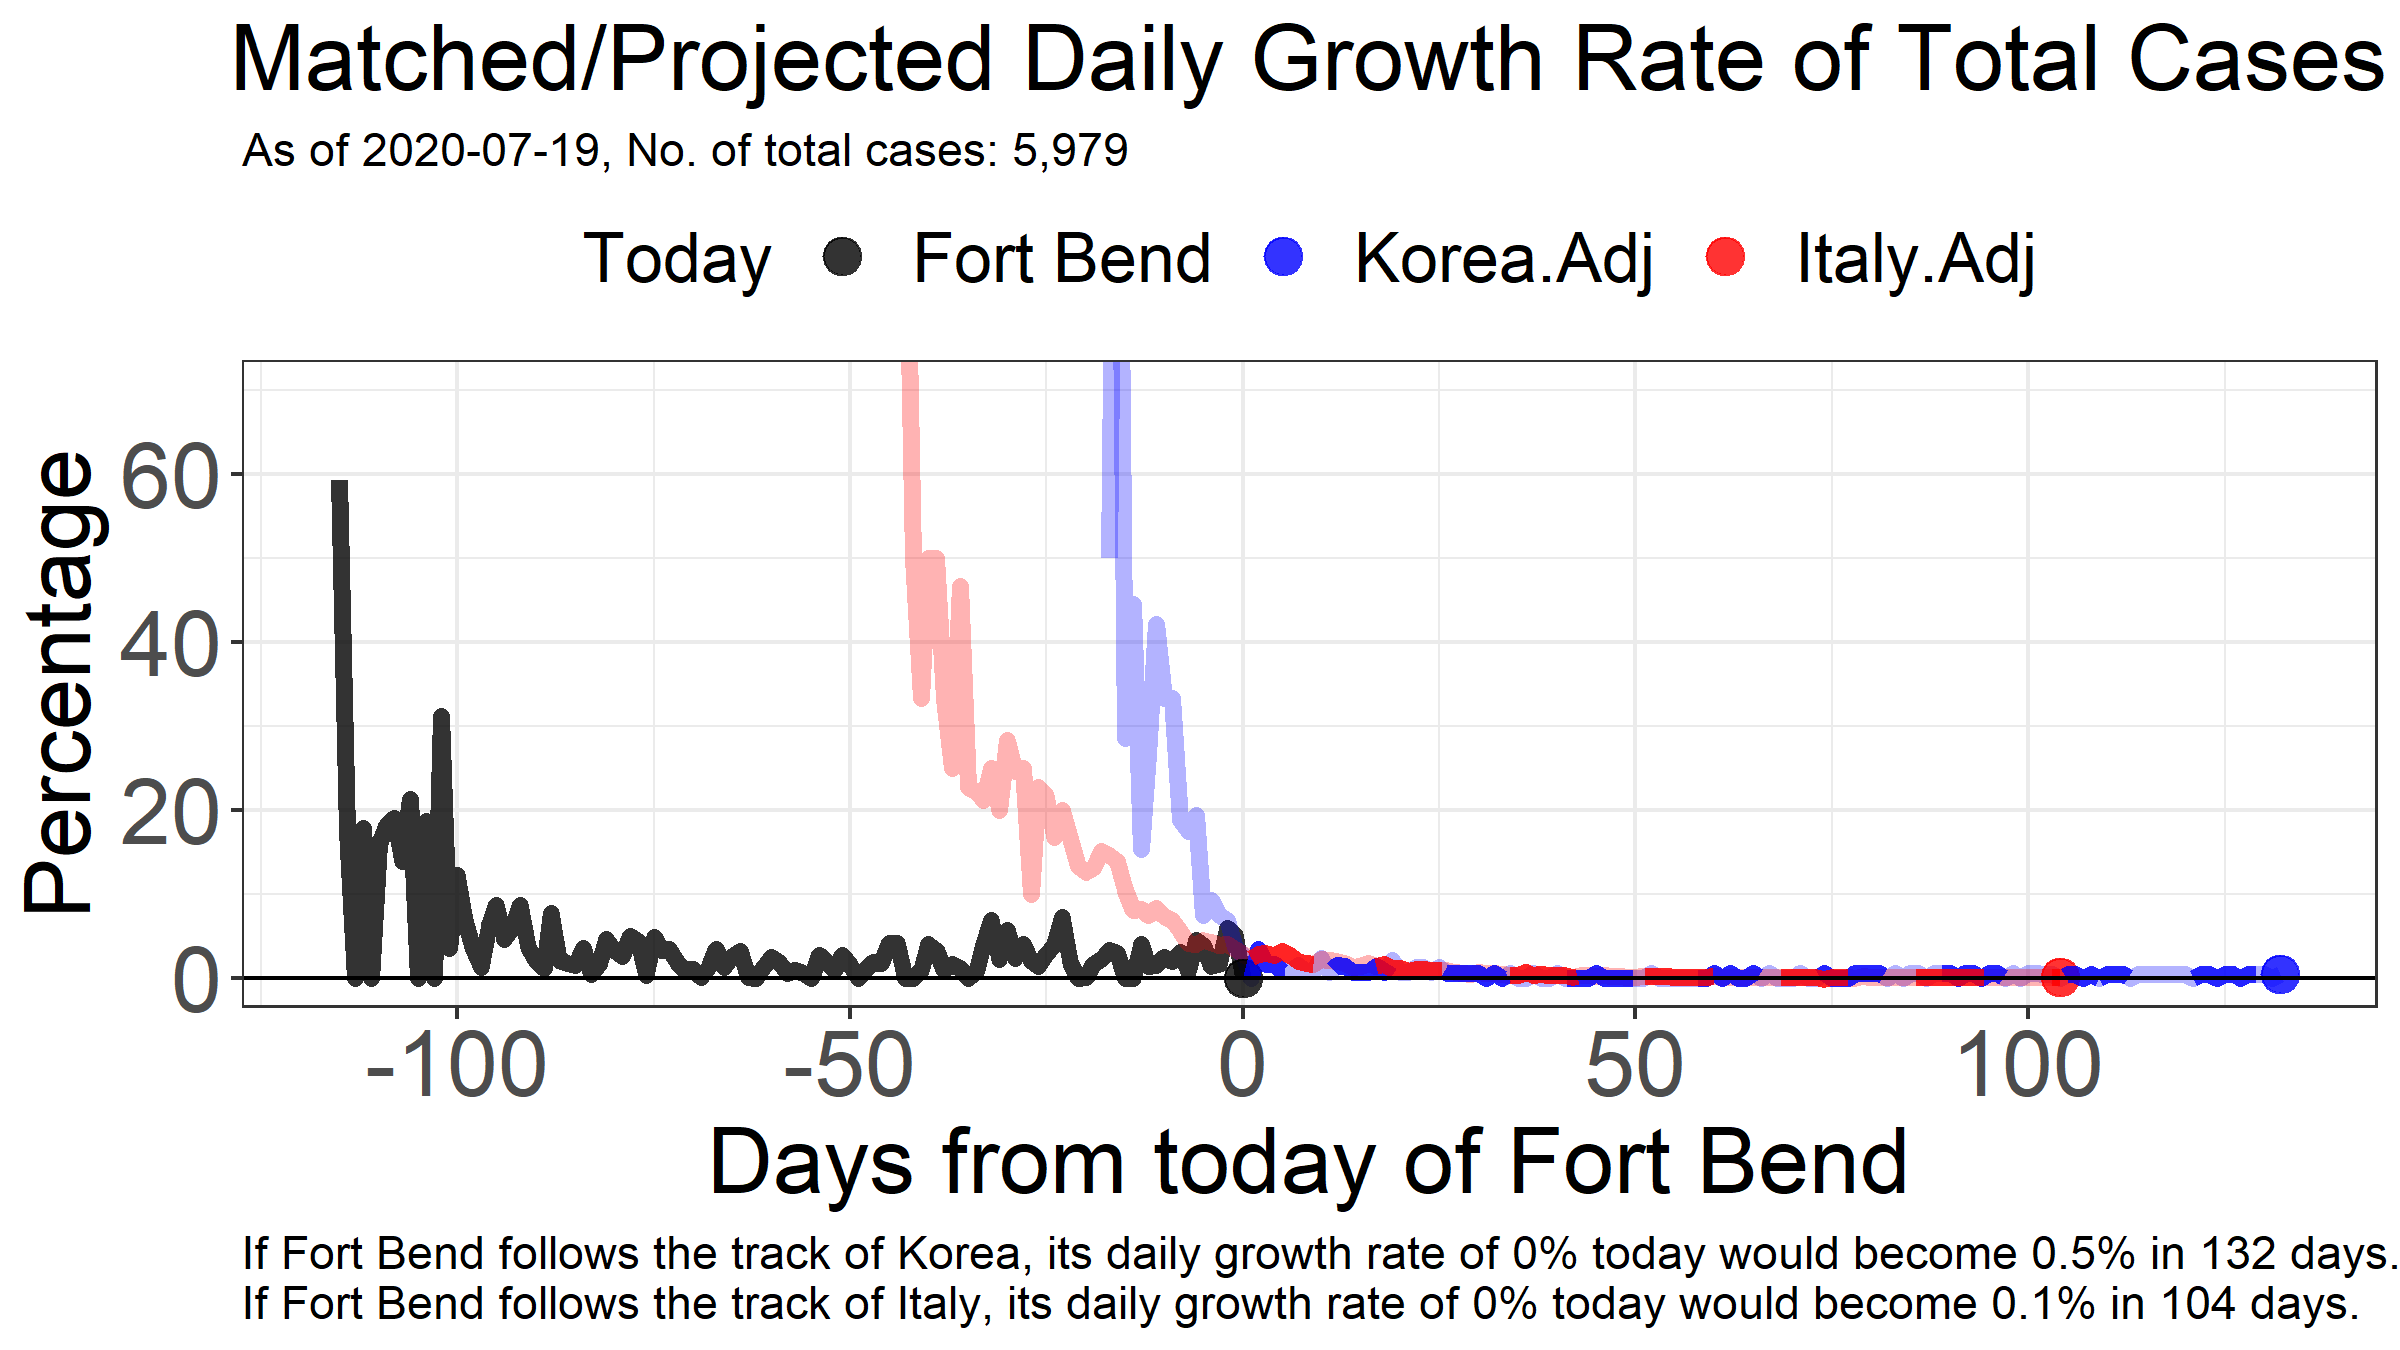 Matched/Projected Daily Growth Rate of Total Cases
As of 2020-07-19, No. of total cases: 5,979
Today Fort Bend Korea.Adj Italy.Adj
Percentage
60
40
20
0
-100 -50 0 50 100
Days from today of Fort Bend
If Fort Bend follows the track of Korea, its daily growth rate of 0% today would become 0.5% in 132 days.
If Fort Bend follows the track of Italy, its daily growth rate of 0% today would become 0.1% in 104 days.